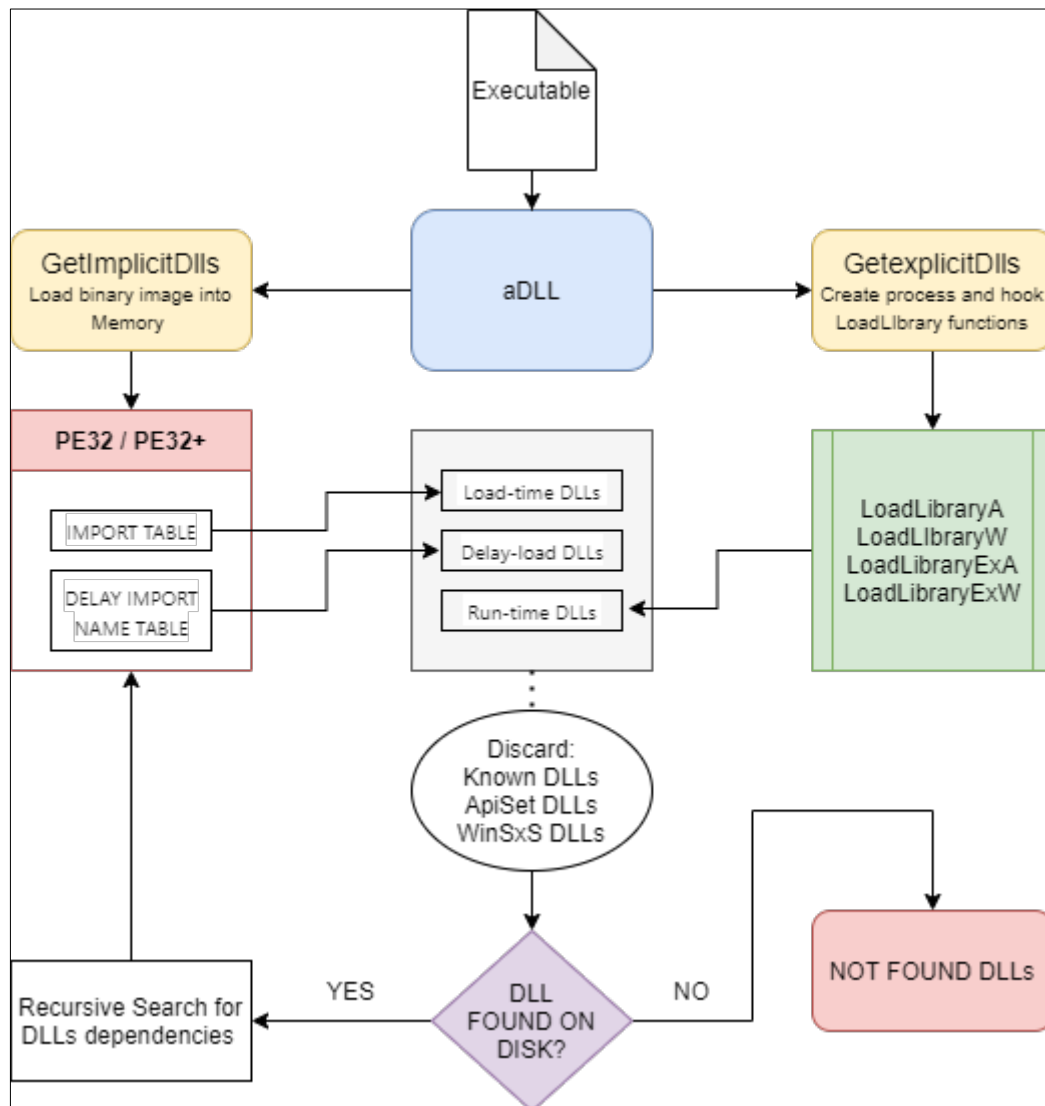 Executable
GetImplicitDlls
Load binary image into
Memory
aDLL
GetexplicitDlls
Create process and hook
LoadLIbrary functions
PE32 / PE32+
IMPORT TABLE
DELAY IMPORT
NAME TABLE
Load-time DLLs
Delay-load DLLs
Run-time DLLs
LoadLibraryA
LoadLIbraryW
LoadLibraryExA
LoadLibraryExW
Discard:
Known DLLs
ApiSet DLLs
WinSxS DLLs
DLL
FOUND ON
DISK?
YES
NO
Recursive Search for
DLLs dependencies
NOT FOUND DLLs